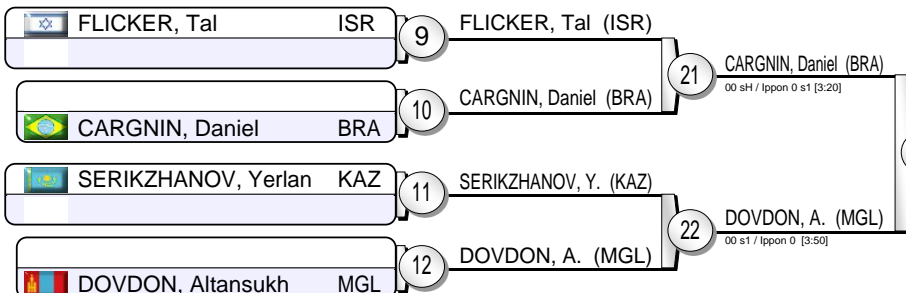 FLICKER, Tal ISR
9
FLICKER, Tal (ISR)
21
CARGNIN, Daniel (BRA)
00 sH / Ippon 0 s1 [3:20]
10
CARGNIN, Daniel (BRA)
CARGNIN, Daniel BRA
SERIKZHANOV, Yerlan KAZ
11
SERIKZHANOV, Y. (KAZ)
22
DOVDON, A. (MGL)
00 s1 / Ippon 0 [3:50]
12
DOVDON, A. (MGL)
DOVDON, Altansukh MGL